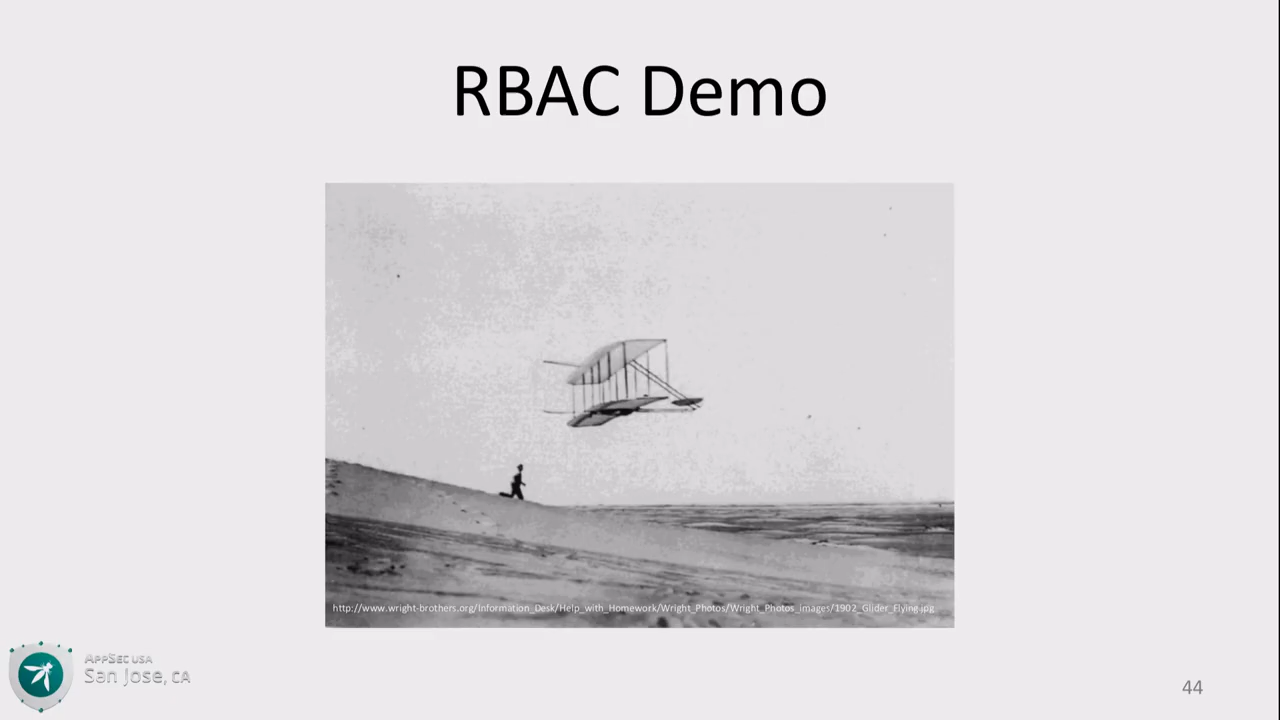 RBAC Demo
http://www.wright-brothers.org/Information_Desk/Help_with_Homework/Wright_Photos/Wright_Photos_images/1902_Glider_Flying.jpg
APPSEC USA
San Jose, CA
44